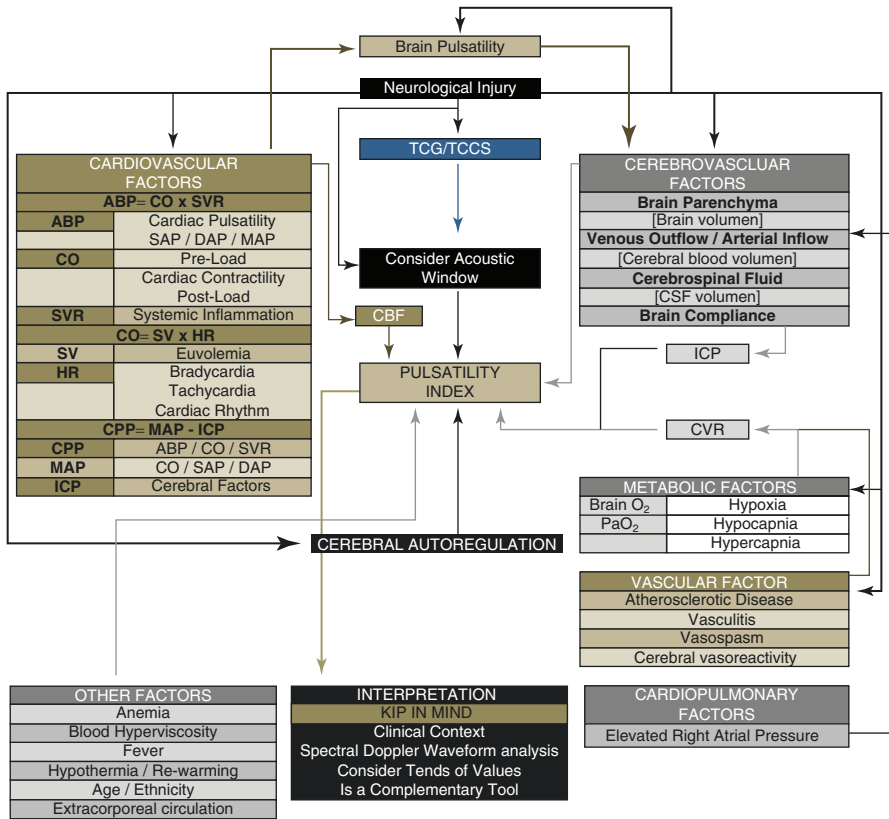 Brain Pulsatility
Neurological Injury
TCG/TCCS
CARDIOVASCULAR
FACTORS
ABP= CO x SVR
ABP Cardiac Pulsatility
SAP / DAP / MAP
CO Pre-Load
Cardiac Contractility
Post-Load
SVR Systemic Inflammation
CO= SV x HR
SV Euvolemia
HR Bradycardia
Tachycardia
Cardiac Rhythm
CPP= MAP - ICP
CPP ABP / CO / SVR
MAP CO / SAP / DAP
ICP Cerebral Factors
Consider Acoustic
Window
CBF
PULSATILITY
INDEX
CEREBRAL AUTOREGULATION
CEREBROVASCLUAR
FACTORS
Brain Parenchyma
[Brain volumen]
Venous Outflow / Arterial Inflow
[Cerebral blood volumen]
Cerebrospinal Fluid
[CSF volumen]
Brain Compliance
ICP
CVR
METABOLIC FACTORS
Brain O2 Hypoxia
PaO2 Hypocapnia
Hypercapnia
VASCULAR FACTOR
Atherosclerotic Disease
Vasculitis
Vasospasm
Cerebral vasoreactivity
OTHER FACTORS
Anemia
Blood Hyperviscosity
Fever
Hypothermia / Re-warming
Age / Ethnicity
Extracorporeal circulation
INTERPRETATION
KIP IN MIND
Clinical Context
Spectral Doppler Waveform analysis
Consider Tends of Values
Is a Complementary Tool
CARDIOPULMONARY
FACTORS
Elevated Right Atrial Pressure